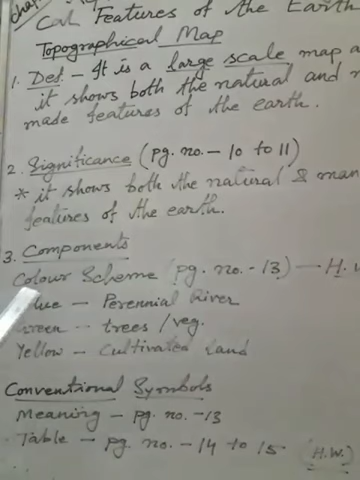 Chap
cal Features of the Earth
Topographical Map
1. Def. - It is a large scale map a
it shows both the natural and m
made features of the earth.
2. Significance (pg. no. - 10 to 11)
* it shows both the natural & man
features of the earth.
3. Components
Colour Scheme (pg. no. - 13) - H.W
lue - Perennial River
reen - trees / veg.
Yellow - Cultivated land
Conventional Symbols
Meaning - pg. no. - 13
Table - pg. no. - 14 to 15 (H.W.)